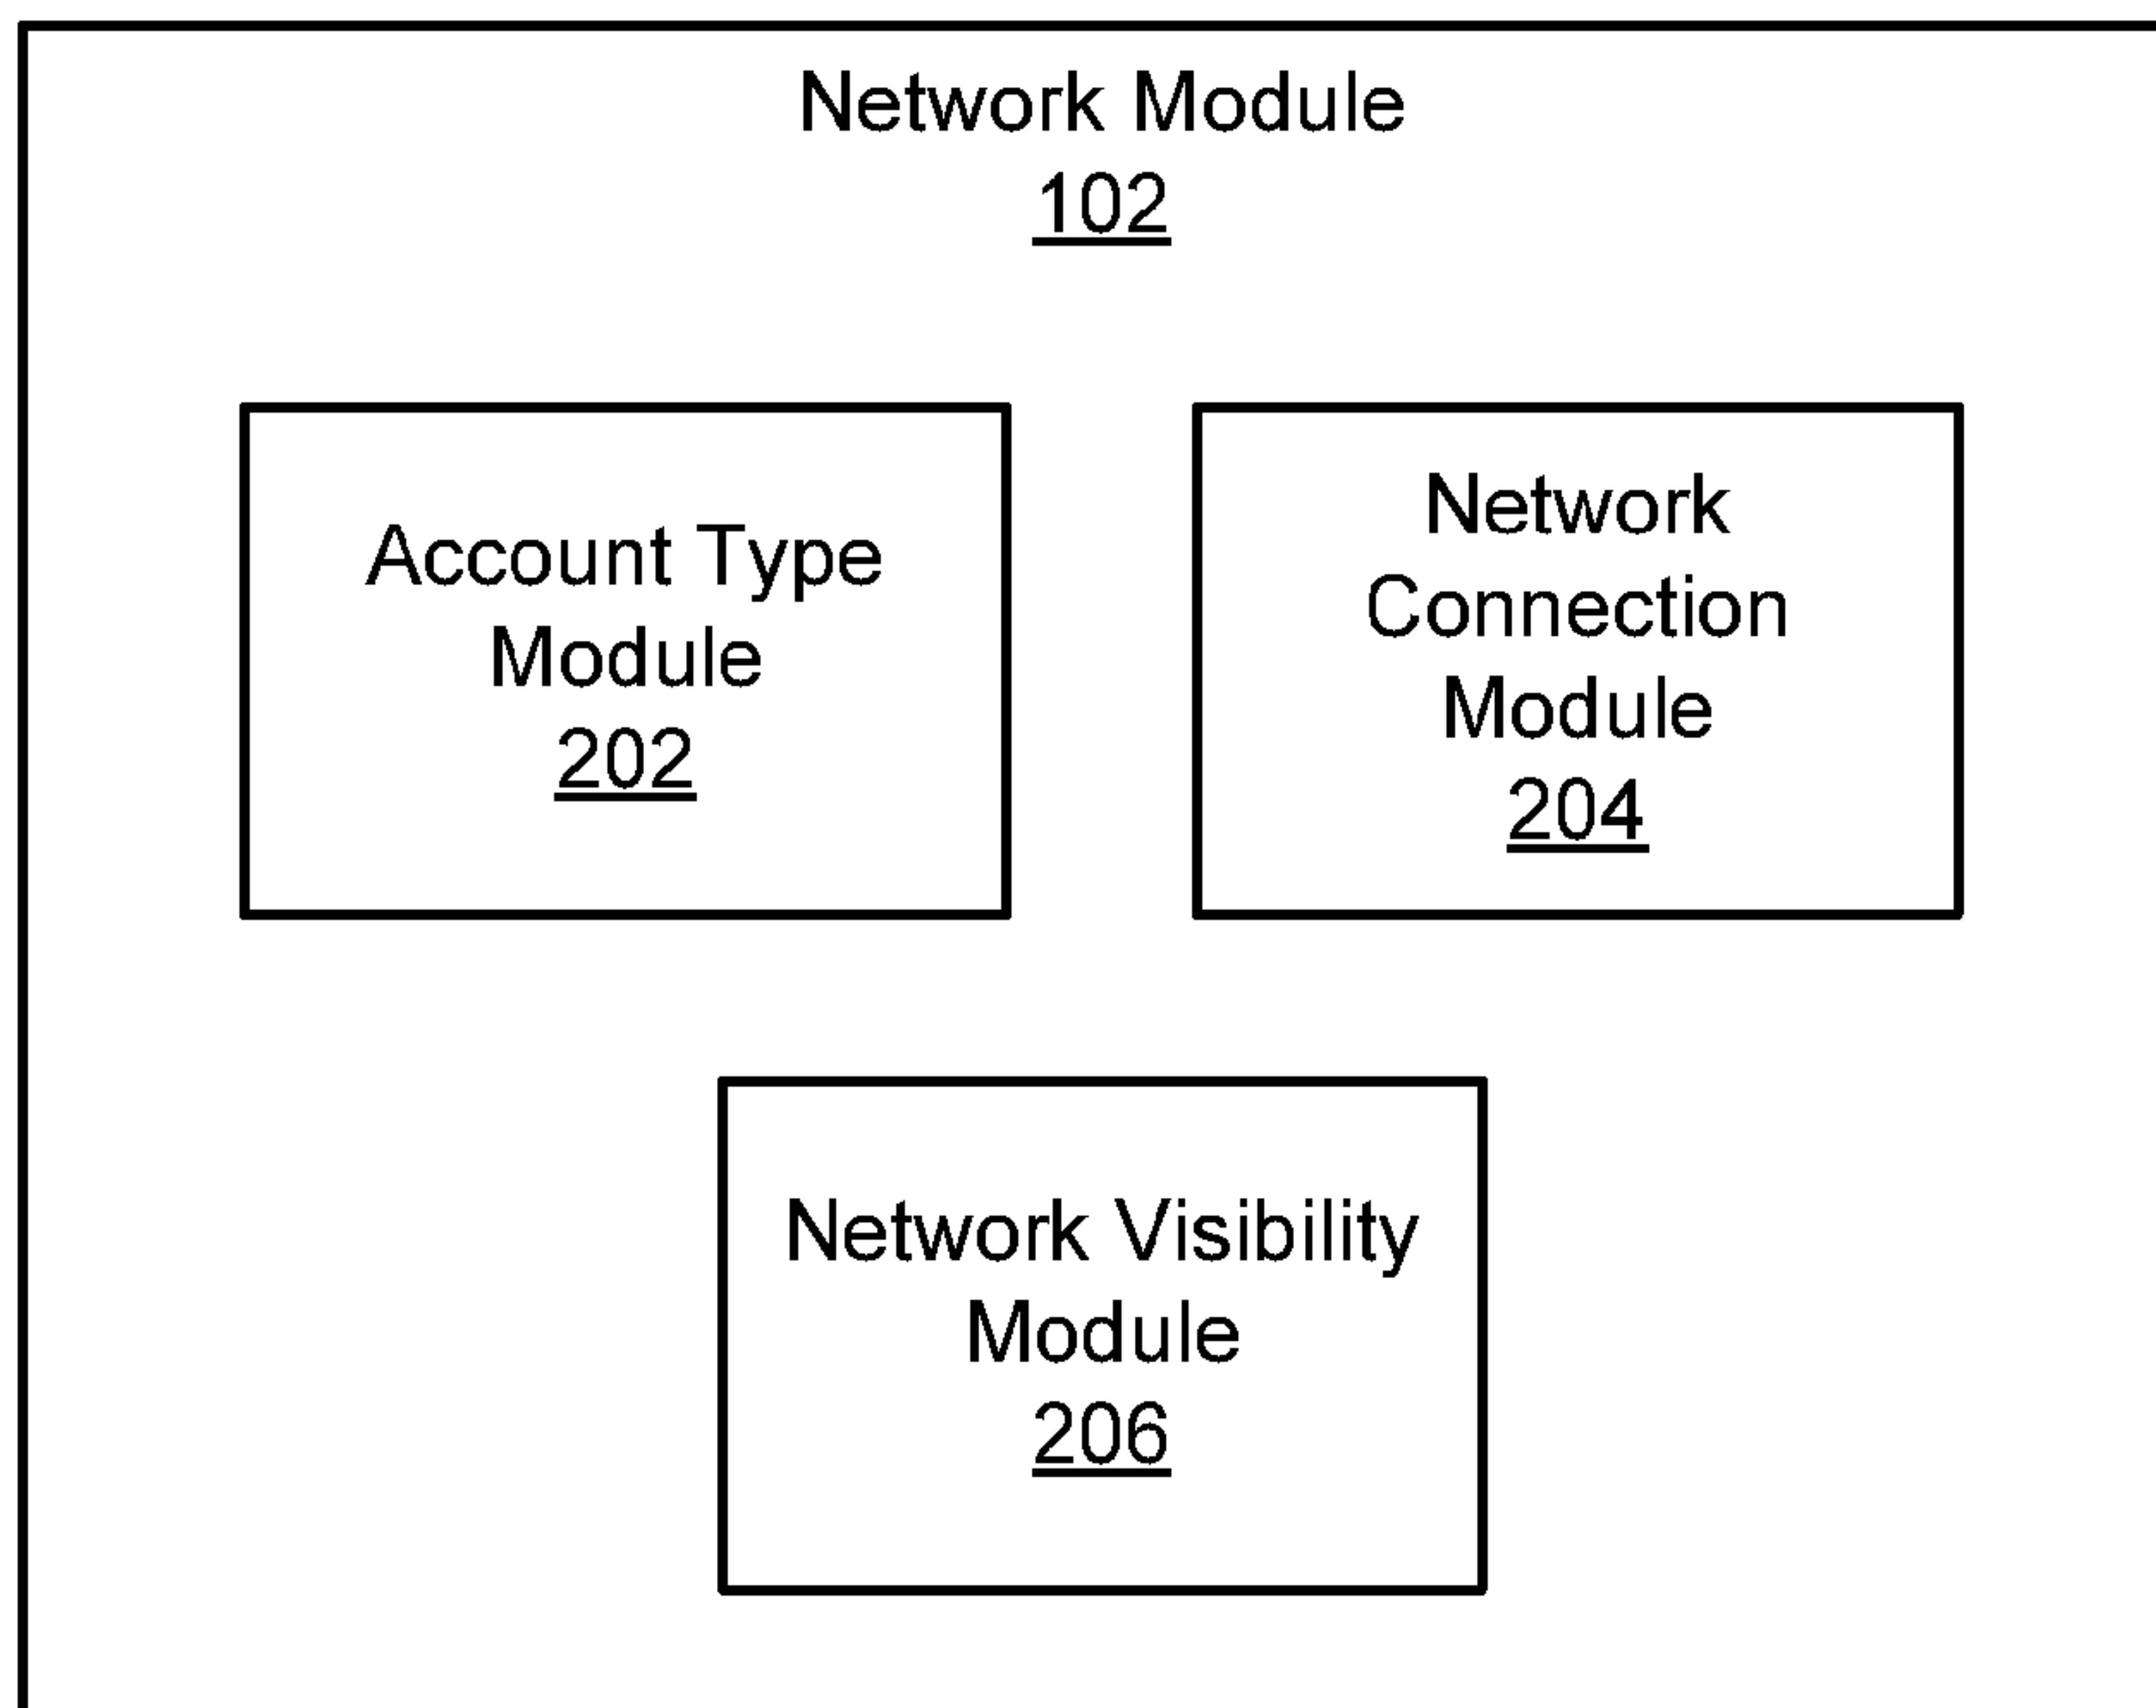 Network Module
102
Account Type
Module
202
Network
Connection
Module
204
Network Visibility
Module
206